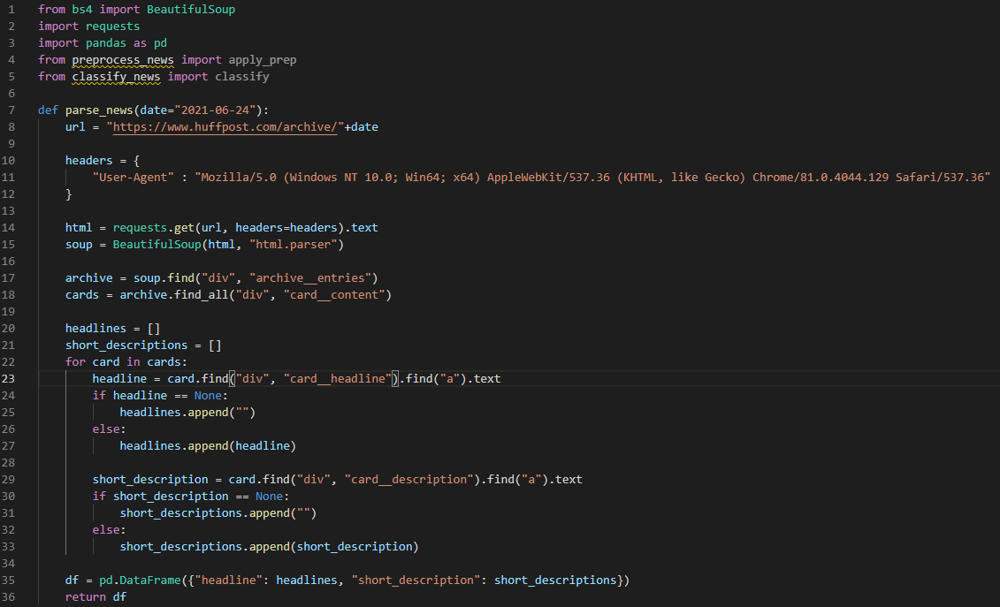 1 from bs4 import BeautifulSoup
2 import requests
3 import pandas as pd
4 from preprocess_news import apply_prep
5 from classify_news import classify
6
7 def parse_news(date="2021-06-24"):
8     url = "https://www.huffpost.com/archive/"+date
9
10     headers = {
11         "User-Agent" : "Mozilla/5.0 (Windows NT 10.0; Win64; x64) AppleWebKit/537.36 (KHTML, like Gecko) Chrome/81.0.4044.129 Safari/537.36"
12     }
13
14     html = requests.get(url, headers=headers).text
15     soup = BeautifulSoup(html, "html.parser")
16
17     archive = soup.find("div", "archive__entries")
18     cards = archive.find_all("div", "card__content")
19
20     headlines = []
21     short_descriptions = []
22     for card in cards:
23         headline = card.find("div", "card__headline").find("a").text
24         if headline == None:
25             headlines.append("")
26         else:
27             headlines.append(headline)
28
29         short_description = card.find("div", "card__description").find("a").text
30         if short_description == None:
31             short_descriptions.append("")
32         else:
33             short_descriptions.append(short_description)
34
35     df = pd.DataFrame({"headline": headlines, "short_description": short_descriptions})
36     return df